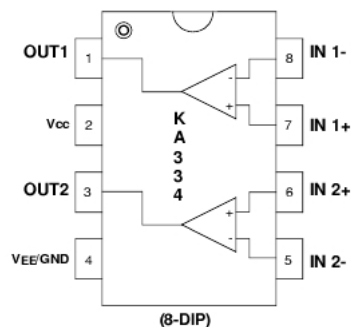 OUT1 1 8 IN 1-
- +
Vcc 2 7 IN 1+
K
A
3
3
4
OUT2 3 6 IN 2+
+ -
VEE/GND 4 5 IN 2-
(8-DIP)